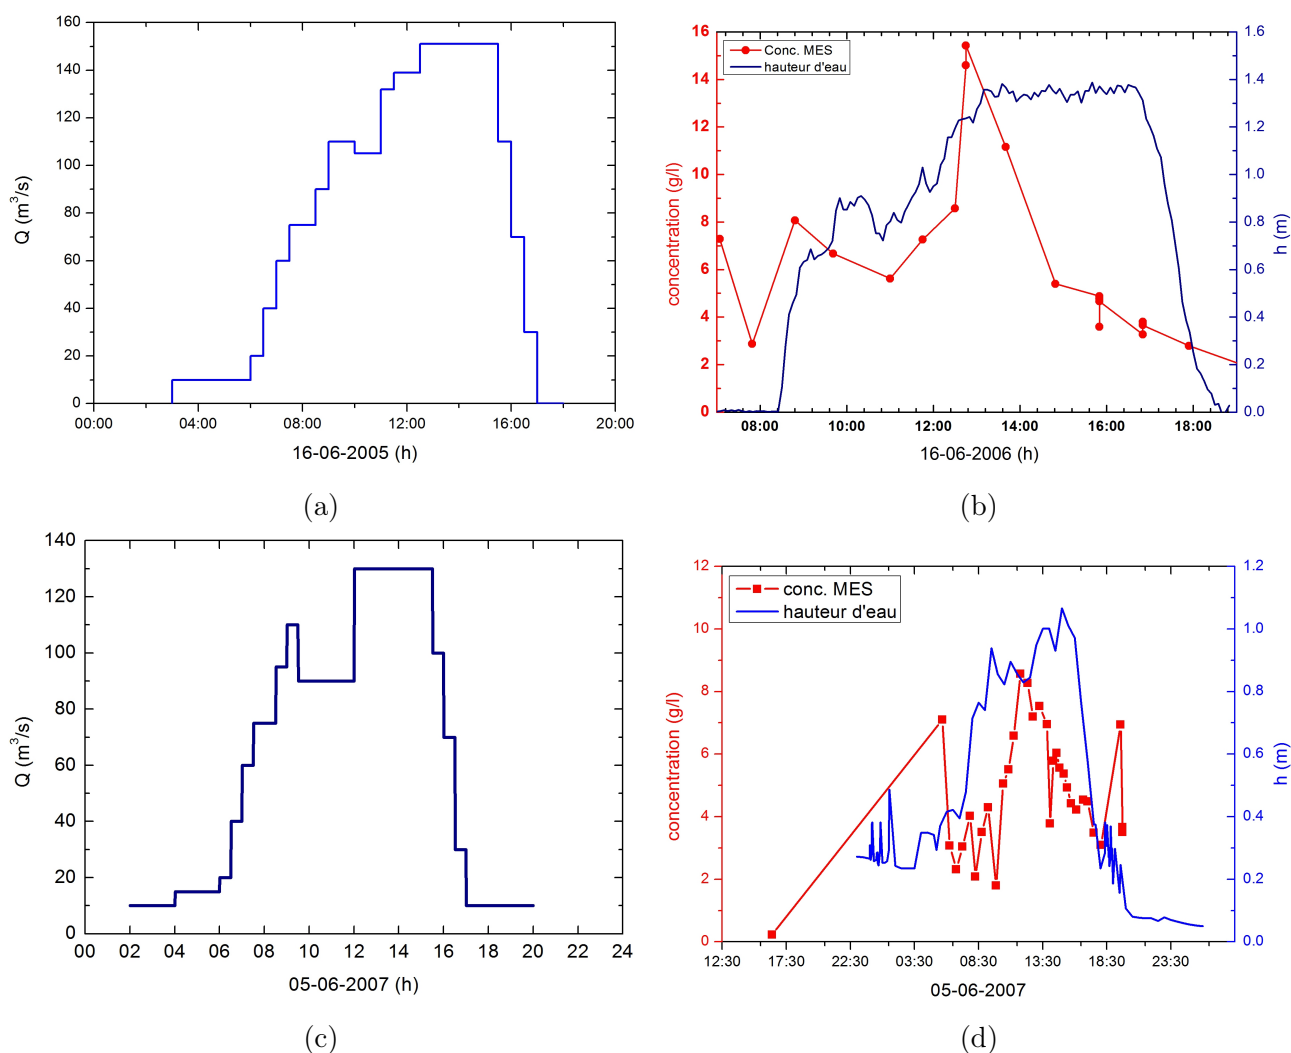 160
140
120
100
80
60
40
20
0
Q (m³/s)
00:00 04:00 08:00 12:00 16:00 20:00
16-06-2005 (h)
(a)
16
14
12
10
8
6
4
2
0
concentration (g/l)
Conc. MES
hauteur d'eau
1.6
1.4
1.2
1.0
0.8
0.6
0.4
0.2
0.0
h (m)
08:00 10:00 12:00 14:00 16:00 18:00
16-06-2006 (h)
(b)
140
120
100
80
60
40
20
0
Q (m³/s)
00 02 04 06 08 10 12 14 16 18 20 22 24
05-06-2007 (h)
(c)
12
10
8
6
4
2
0
concentration (g/l)
conc. MES
hauteur d'eau
1.2
1.0
0.8
0.6
0.4
0.2
0.0
h (m)
12:30 17:30 22:30 03:30 08:30 13:30 18:30 23:30
05-06-2007
(d)